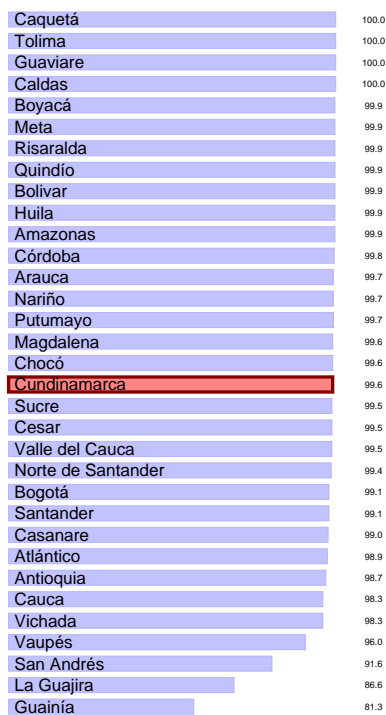 Caquetá 100.0
Tolima 100.0
Guaviare 100.0
Caldas 100.0
Boyacá 99.9
Meta 99.9
Risaralda 99.9
Quindío 99.9
Bolivar 99.9
Huila 99.9
Amazonas 99.9
Córdoba 99.8
Arauca 99.7
Nariño 99.7
Putumayo 99.7
Magdalena 99.6
Chocó 99.6
Cundinamarca 99.6
Sucre 99.5
Cesar 99.5
Valle del Cauca 99.5
Norte de Santander 99.4
Bogotá 99.1
Santander 99.1
Casanare 99.0
Atlántico 98.9
Antioquia 98.7
Cauca 98.3
Vichada 98.3
Vaupés 96.0
San Andrés 91.6
La Guajira 86.6
Guainía 81.3